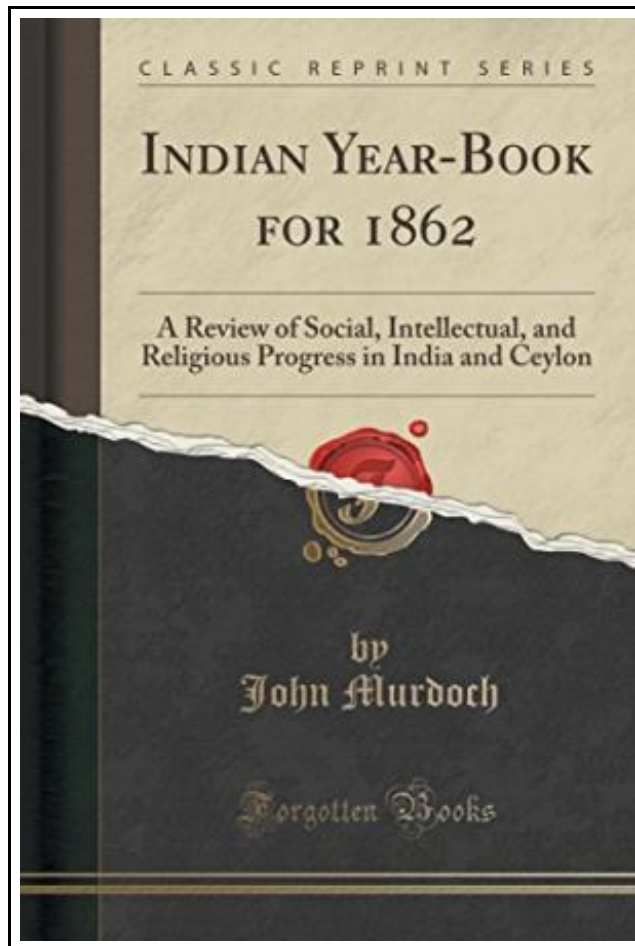 CLASSIC REPRINT SERIES
INDIAN YEAR-BOOK
FOR 1862
A Review of Social, Intellectual, and
Religious Progress in India and Ceylon
by
John Murdoch
Forgotten Books